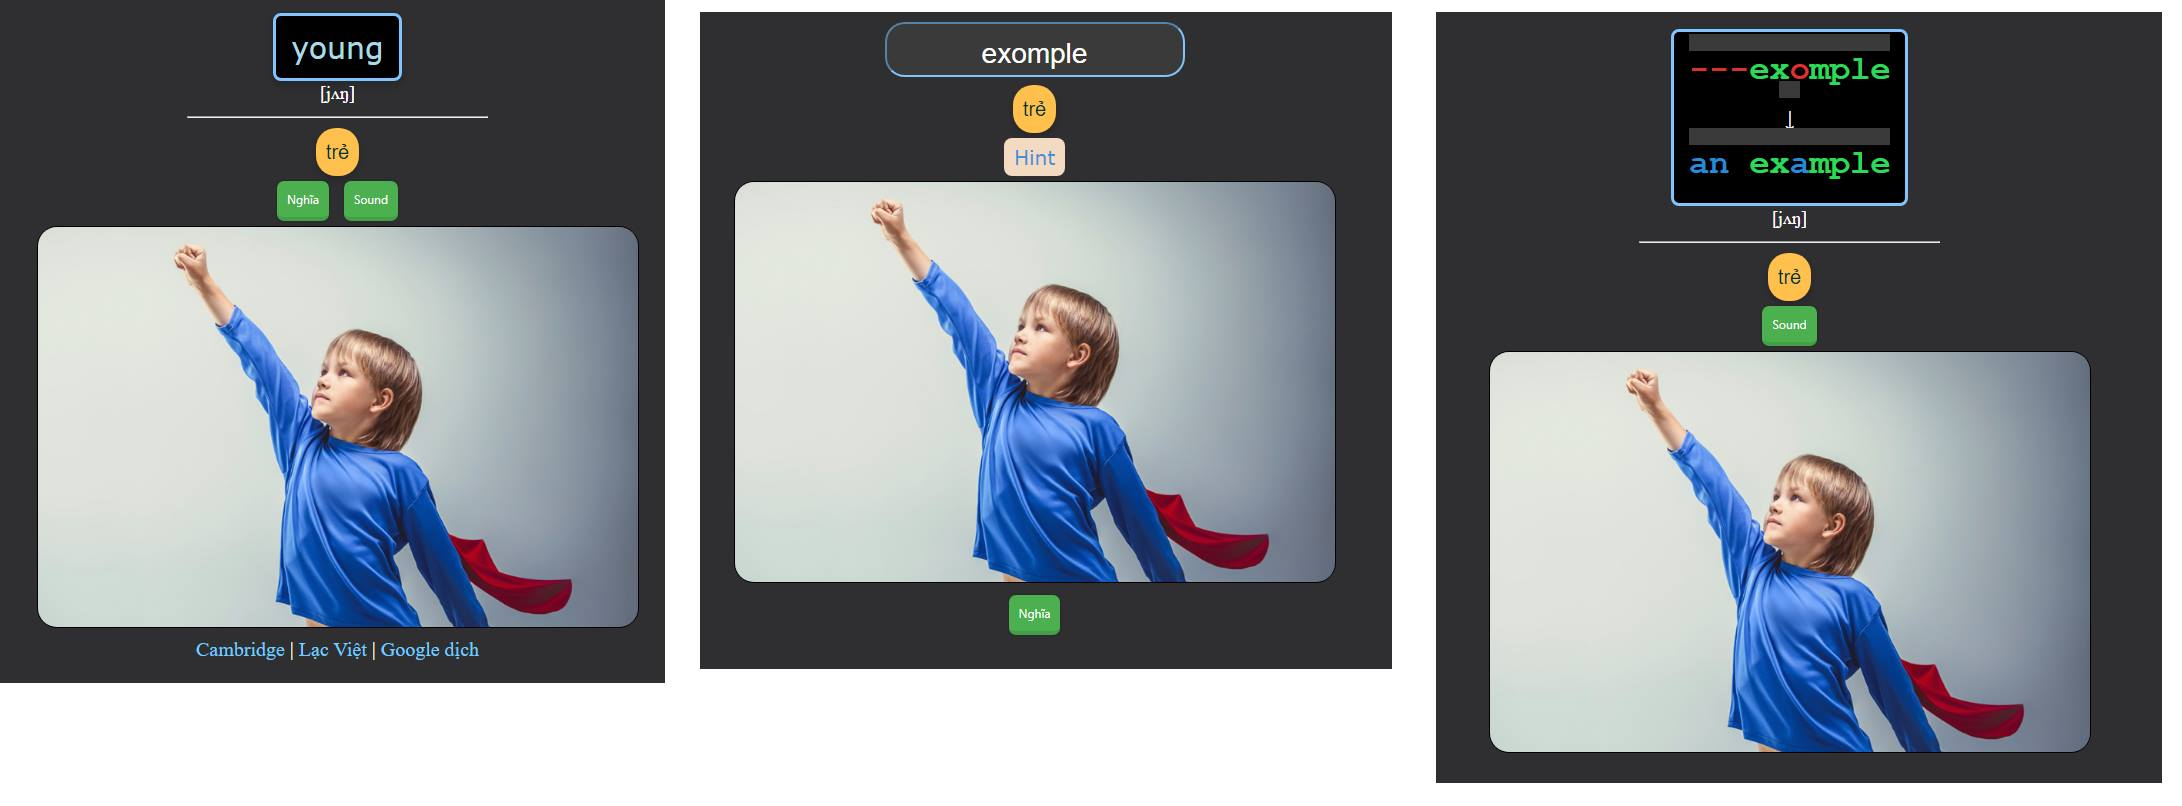 young
[jʌŋ]
trẻ
Nghĩa Sound
Cambridge | Lạc Việt | Google dịch
exomple
trẻ
Hint
Nghĩa
---exomple
↓
an example
[jʌŋ]
trẻ
Sound